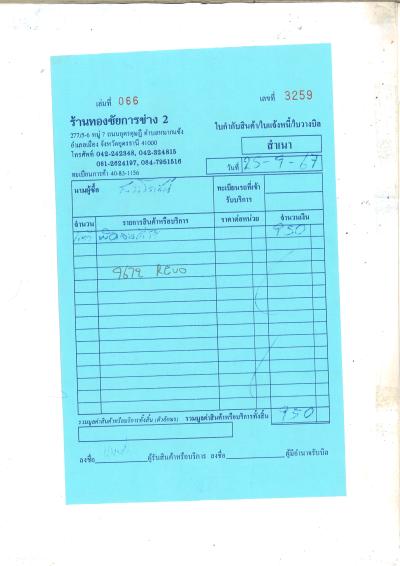 เล่มที่ 066 เลขที่ 3259
ร้านทองชัยการช่าง 2
277/5-6 หมู่ 7 ถนนอุดรดุษฎี ตำบลหมากแข้ง
อำเภอเมือง จังหวัดอุดรธานี 41000
โทรศัพท์ 042-242348, 042-324815
081-2624197, 084-7951516
ทะเบียนการค้า 40-83-1156
ใบกำกับสินค้า/ใบแจ้งหนี้/ใบวางบิล
สำเนา
วันที่ 25-9-67
นามผู้ซื้อ
ทะเบียนรถที่เข้ารับบริการ
จำนวน รายการสินค้าหรือบริการ ราคาต่อหน่วย จำนวนเงิน
950
9672 REVO
รวมมูลค่าสินค้าหรือบริการทั้งสิ้น (ตัวอักษร) รวมมูลค่าสินค้าหรือบริการทั้งสิ้น 950
ลงชื่อ ผู้รับสินค้าหรือบริการ ลงชื่อ ผู้มีอำนาจรับบิล